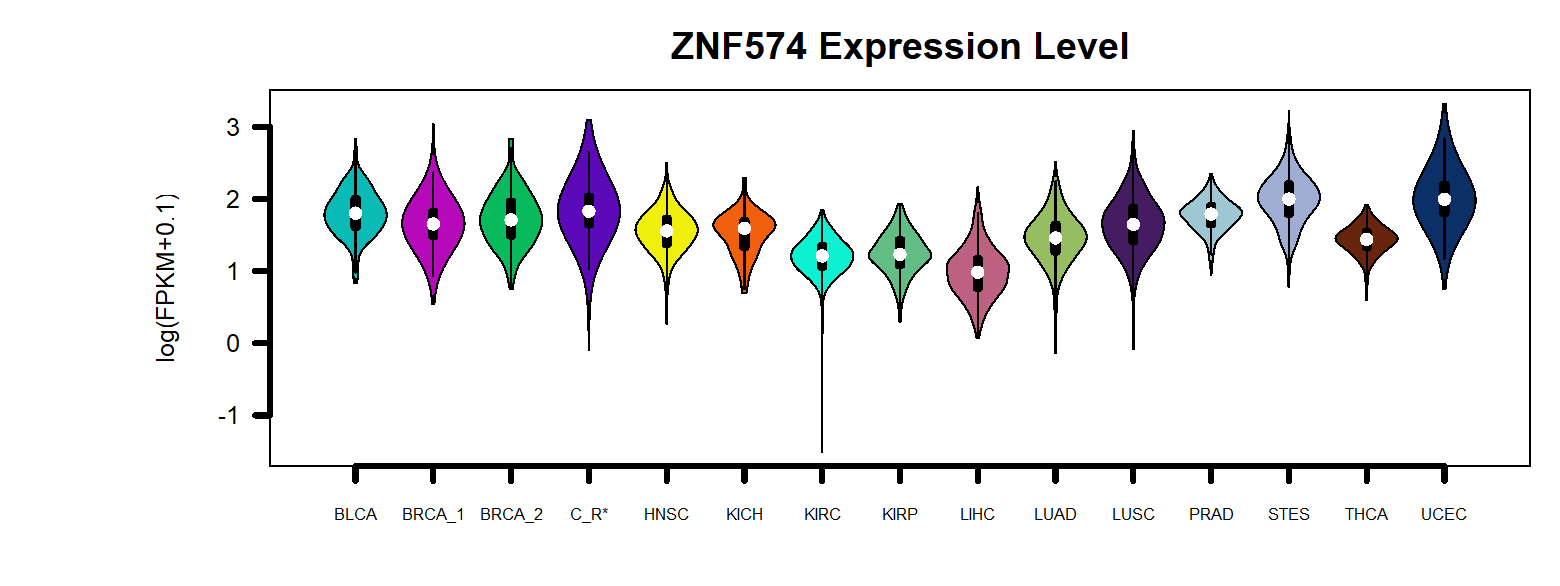 ZNF574 Expression Level
log(FPKM+0.1)
3
2
1
0
-1
BLCA BRCA_1 BRCA_2 C_R* HNSC KICH KIRC KIRP LIHC LUAD LUSC PRAD STES THCA UCEC